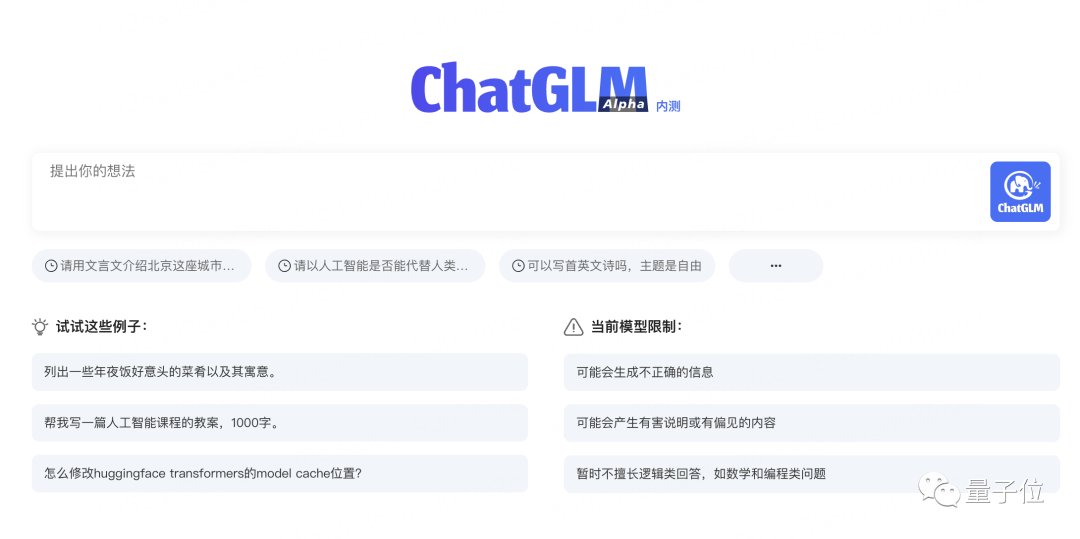 ChatGLM
Alpha 内测
提出你的想法
ChatGLM
请用文言文介绍北京这座城市...
请以人工智能是否能代替人类...
可以写首英文诗吗，主题是自由
...
试试这些例子：
列出一些年夜饭好意头的菜肴以及其寓意。
帮我写一篇人工智能课程的教案，1000字。
怎么修改huggingface transformers的model cache位置?
当前模型限制：
可能会生成不正确的信息
可能会产生有害说明或有偏见的内容
暂时不擅长逻辑类回答，如数学和编程类问题
量子位